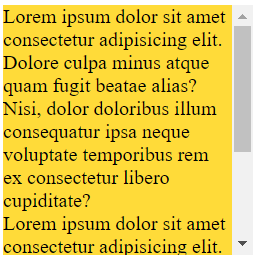 Lorem ipsum dolor sit amet
consectetur adipisicing elit.
Dolore culpa minus atque
quam fugit beatae alias?
Nisi, dolor doloribus illum
consequatur ipsa neque
voluptate temporibus rem
ex consectetur libero
cupiditate?
Lorem ipsum dolor sit amet
consectetur adipisicing elit.